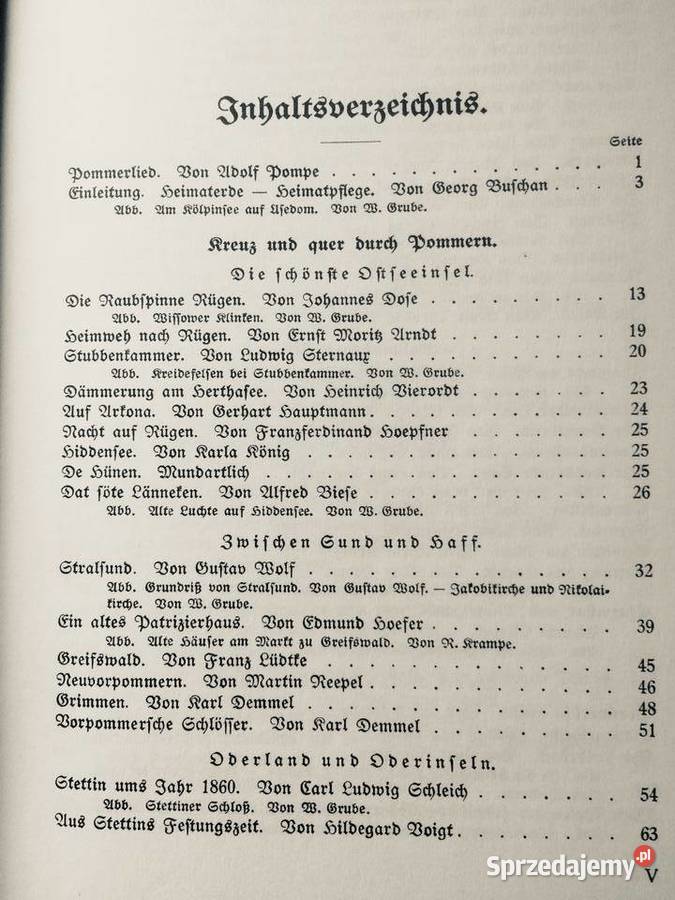 Inhaltsverzeichnis.
Seite
Pommerlied. Von Adolf Pompe . . . . . . . . . . . . . . 1
Einleitung. Heimaterde — Heimatpflege. Von Georg Buschan . . . 3
Abb. Am Kölpinsee auf Usedom. Von W. Grube.
Kreuz und quer durch Pommern.
Die schönste Ostseeinsel.
Die Raubspinne Rügen. Von Johannes Dose . . . . . . . . . 13
Abb. Wissower Klinken. Von W. Grube.
Heimweh nach Rügen. Von Ernst Moritz Arndt . . . . . . . . 19
Stubbenkammer. Von Ludwig Sternaux . . . . . . . . . . . 20
Abb. Kreidefelsen bei Stubbenkammer. Von W. Grube.
Dämmerung am Herthasee. Von Heinrich Vierordt . . . . . . . 23
Auf Arkona. Von Gerhart Hauptmann . . . . . . . . . . . . 24
Nacht auf Rügen. Von Franzferdinand Hoepfner . . . . . . . 25
Hiddensee. Von Karla König . . . . . . . . . . . . . . . 25
De Hünen. Mundartlich . . . . . . . . . . . . . . . . 25
Dat söte Länneken. Von Alfred Biese . . . . . . . . . . . . 26
Abb. Alte Luchte auf Hiddensee. Von W. Grube.
Zwischen Sund und Haff.
Stralsund. Von Gustav Wolf . . . . . . . . . . . . . . . 32
Abb. Grundriß von Stralsund. Von Gustav Wolf. — Jakobikirche und Nikolai-
kirche. Von W. Grube.
Ein altes Patrizierhaus. Von Edmund Hoefer . . . . . . . . . 39
Abb. Alte Häuser am Markt zu Greifswald. Von R. Krampe.
Greifswald. Von Franz Lüdtke . . . . . . . . . . . . . . 45
Neuvorpommern. Von Martin Reepel . . . . . . . . . . . . 46
Grimmen. Von Karl Demmel . . . . . . . . . . . . . . . 48
Vorpommersche Schlösser. Von Karl Demmel . . . . . . . . . 51
Oderland und Oderinseln.
Stettin ums Jahr 1860. Von Carl Ludwig Schleich . . . . . . . 54
Abb. Stettiner Schloß. Von W. Grube.
Aus Stettins Festungszeit. Von Hildegard Voigt . . . . . . . . 63
Sprzedajemy.pl
V